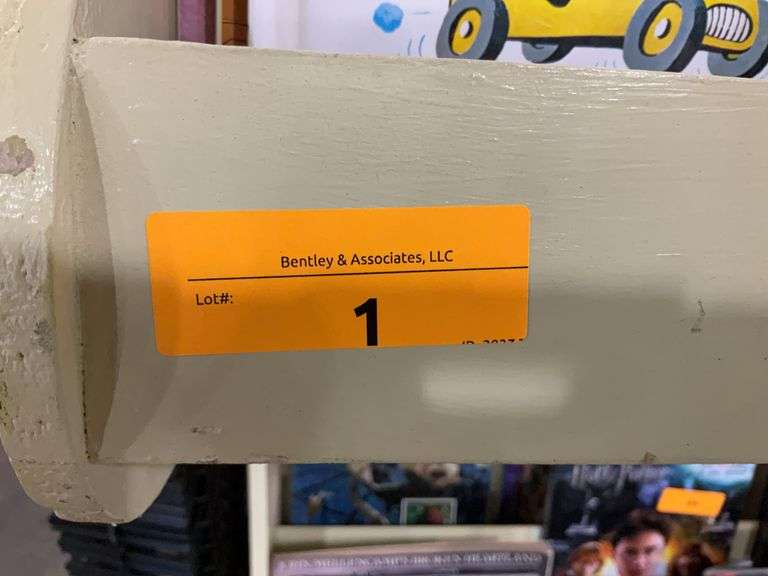 Bentley & Associates, LLC
Lot#:
1